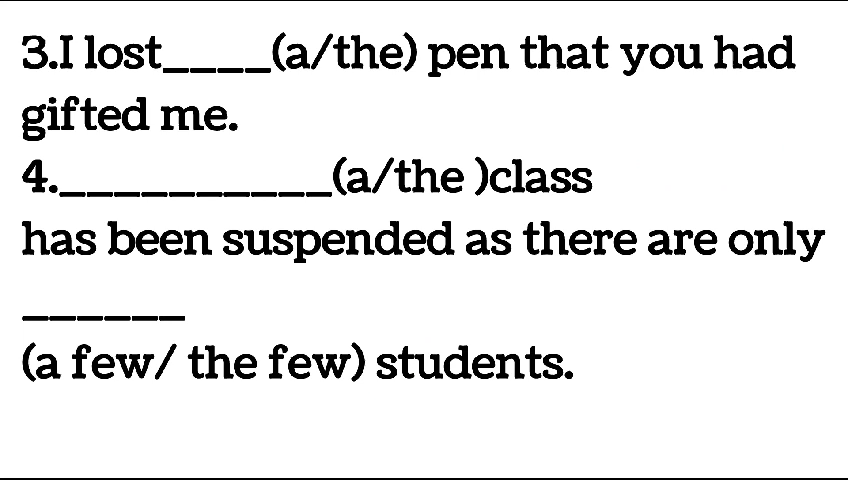 3.I lost____(a/the) pen that you had
gifted me.
4.__________(a/the )class
has been suspended as there are only
______
(a few/ the few) students.